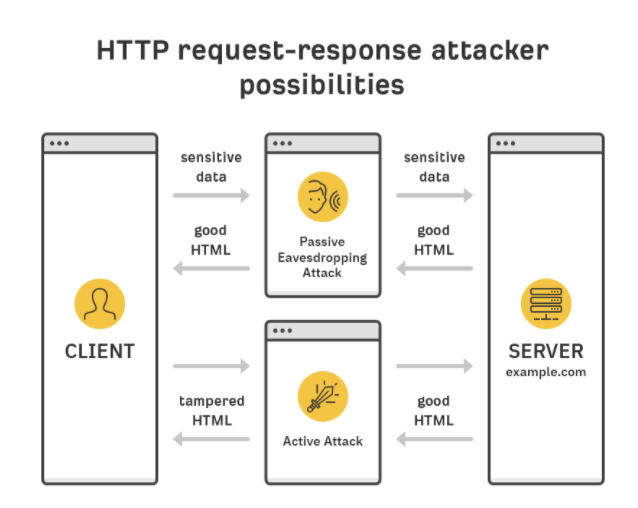 HTTP request-response attacker
possibilities
CLIENT
sensitive
data
good
HTML
Passive
Eavesdropping
Attack
sensitive
data
good
HTML
tampered
HTML
Active Attack
good
HTML
SERVER
example.com